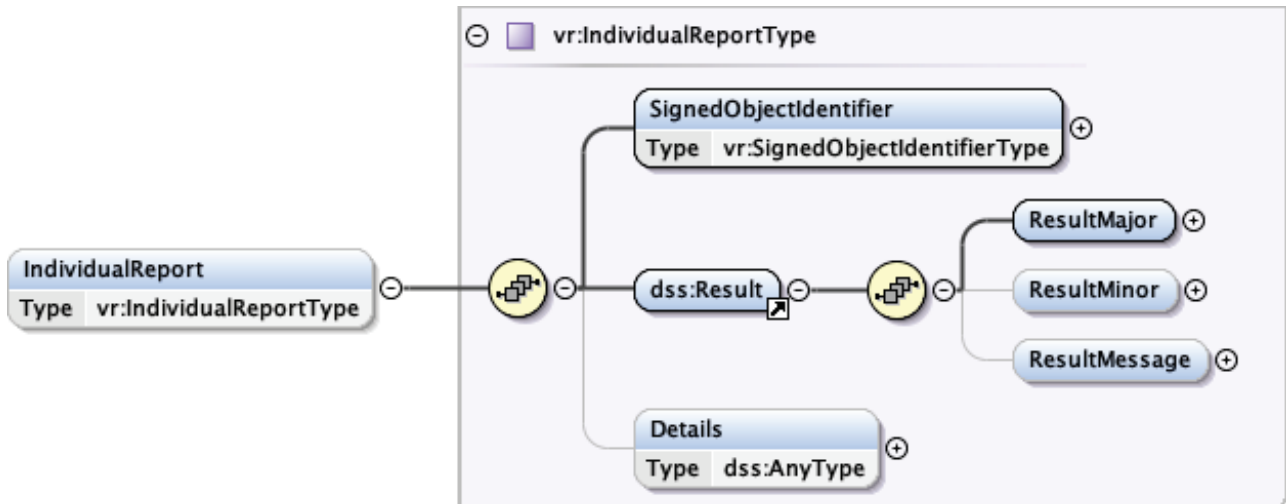 vr:IndividualReportType
SignedObjectIdentifier
Type vr:SignedObjectIdentifierType
ResultMajor
IndividualReport
Type vr:IndividualReportType
dss:Result
ResultMinor
ResultMessage
Details
Type dss:AnyType